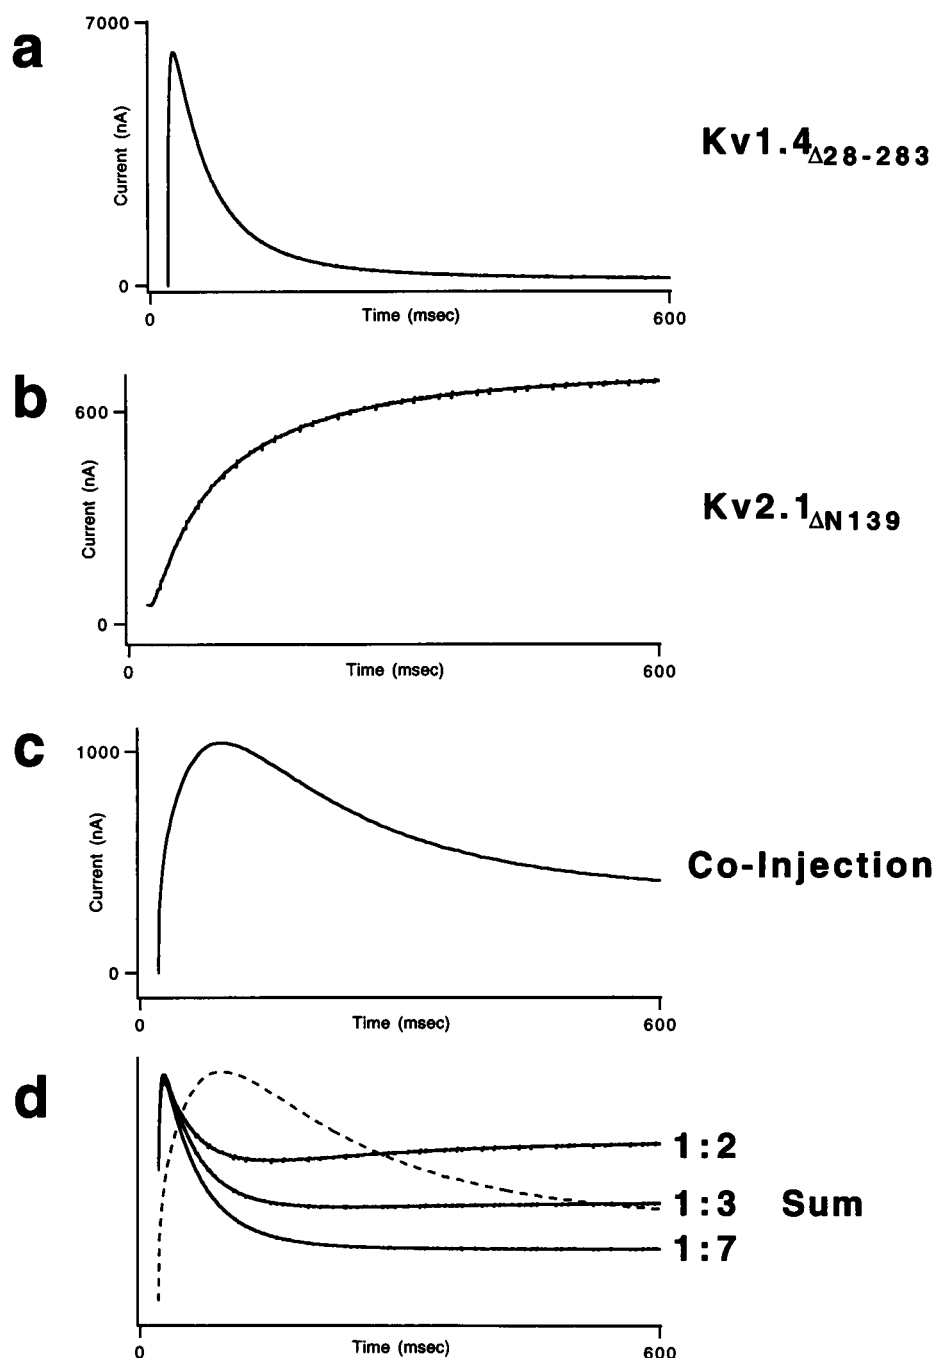 a
7000
Current (nA)
0
0
Time (msec)
600
Kv1.4Δ28-283
b
600
Current (nA)
0
0
Time (msec)
600
Kv2.1ΔN139
c
1000
Current (nA)
0
0
Time (msec)
600
Co-Injection
d
1:2
1:3 Sum
1:7
0
Time (msec)
600